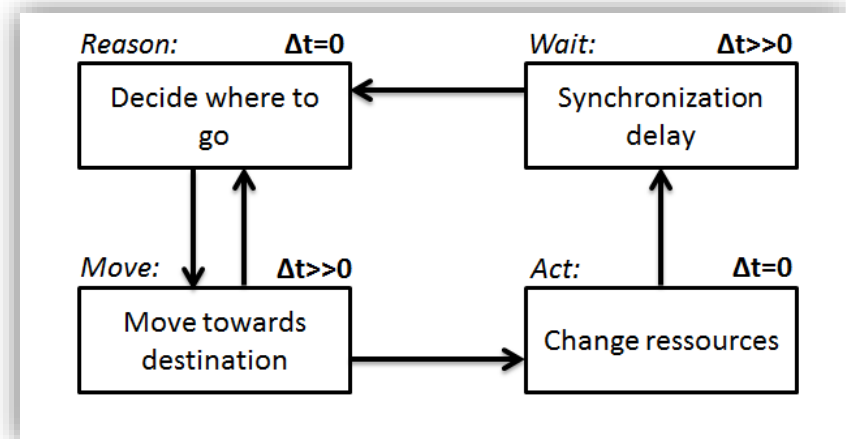 Reason: Δt=0
Decide where to
go
Wait: Δt>>0
Synchronization
delay
Move: Δt>>0
Move towards
destination
Act: Δt=0
Change ressources